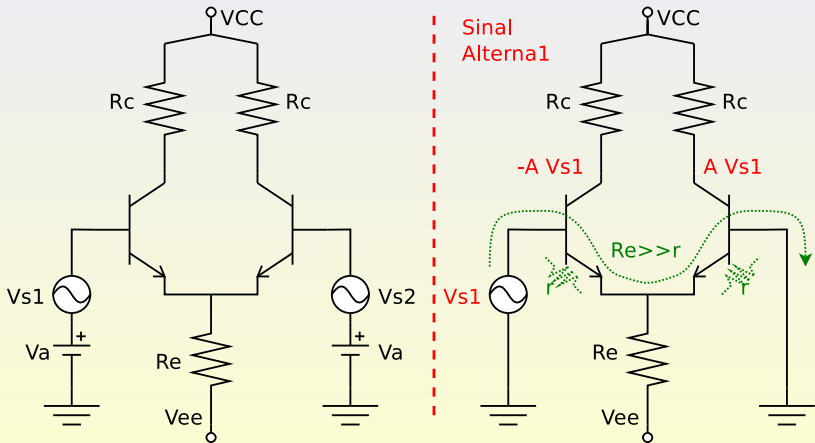 VCC
Rc
Rc
Vs1
Vs2
+
+
Va
Va
Re
Vee
Sinal
Alterna1
VCC
Rc
Rc
-A Vs1
A Vs1
Re>>r
r
r
Vs1
Re
Vee